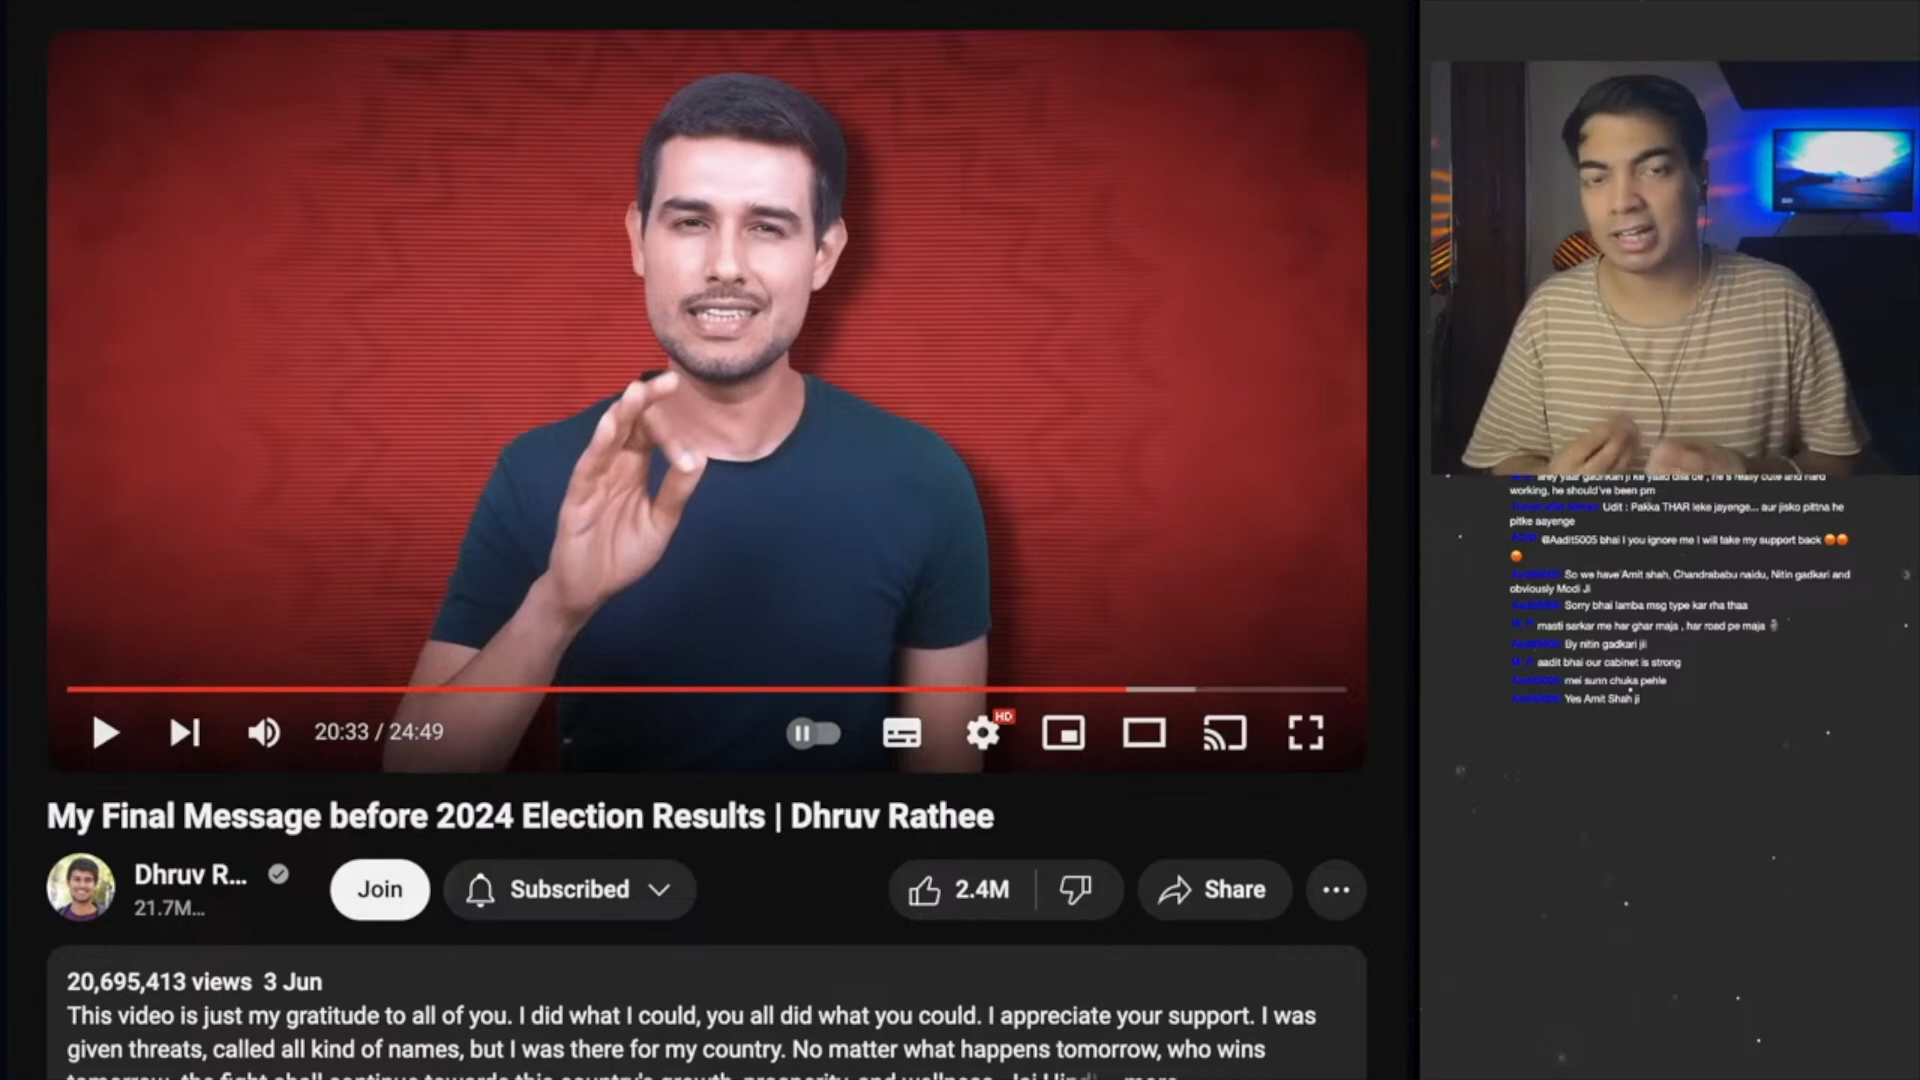 HD
20:33 / 24:49
My Final Message before 2024 Election Results | Dhruv Rathee
Dhruv R...
21.7M...
Join
Subscribed
2.4M
Share
20,695,413 views 3 Jun
This video is just my gratitude to all of you. I did what I could, you all did what you could. I appreciate your support. I was
given threats, called all kind of names, but I was there for my country. No matter what happens tomorrow, who wins
working, he should've been pm
Udit : Pakka THAR leke jayenge... aur jisko pittna he
pitke aayenge
@Aadit5005 bhai I you ignore me I will take my support back
So we have Amit shah, Chandrababu naidu, Nitin gadkari and
obviously Modi Ji
Sorry bhai lamba msg type kar rha thaa
masti sarkar me har ghar maja , har road pe maja
By nitin gadkari jii
aadit bhai our cabinet is strong
mei sunn chuka pehle
Yes Amit Shah ji